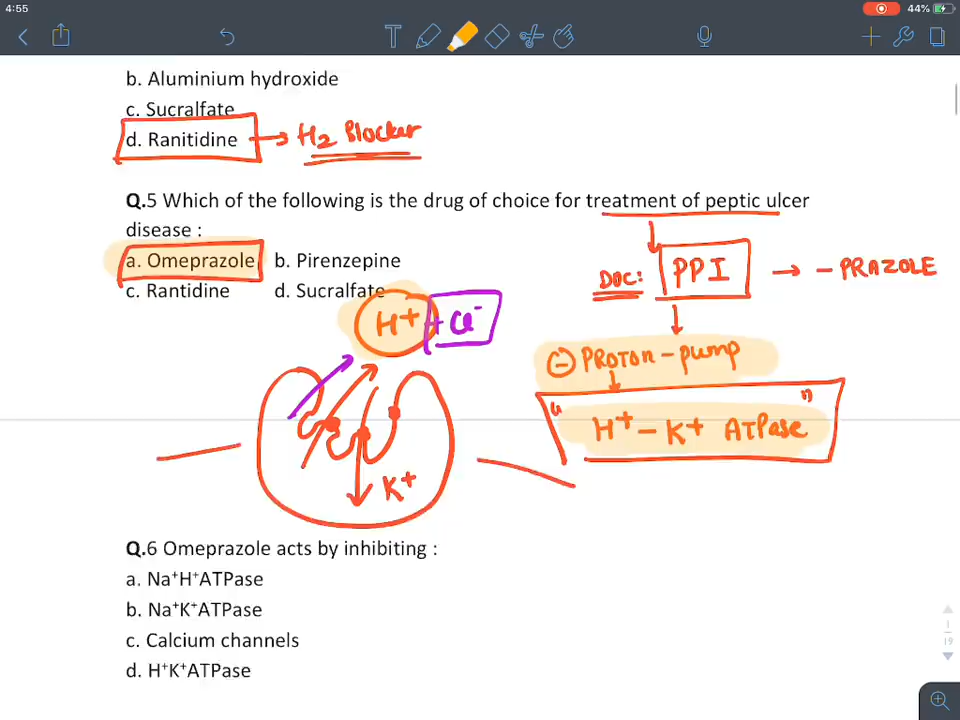 4:55
44%
T
b. Aluminium hydroxide
c. Sucralfate
d. Ranitidine → H2 Blocker
Q.5 Which of the following is the drug of choice for treatment of peptic ulcer
disease :
a. Omeprazole b. Pirenzepine
c. Rantidine d. Sucralfate
DOC: PPI → - PRAZOLE
H+ + Cl-
⊖ PROTON - pump
" H+ - K+ ATPase "
K+
Q.6 Omeprazole acts by inhibiting :
a. Na+H+ATPase
b. Na+K+ATPase
c. Calcium channels
d. H+K+ATPase
1
19